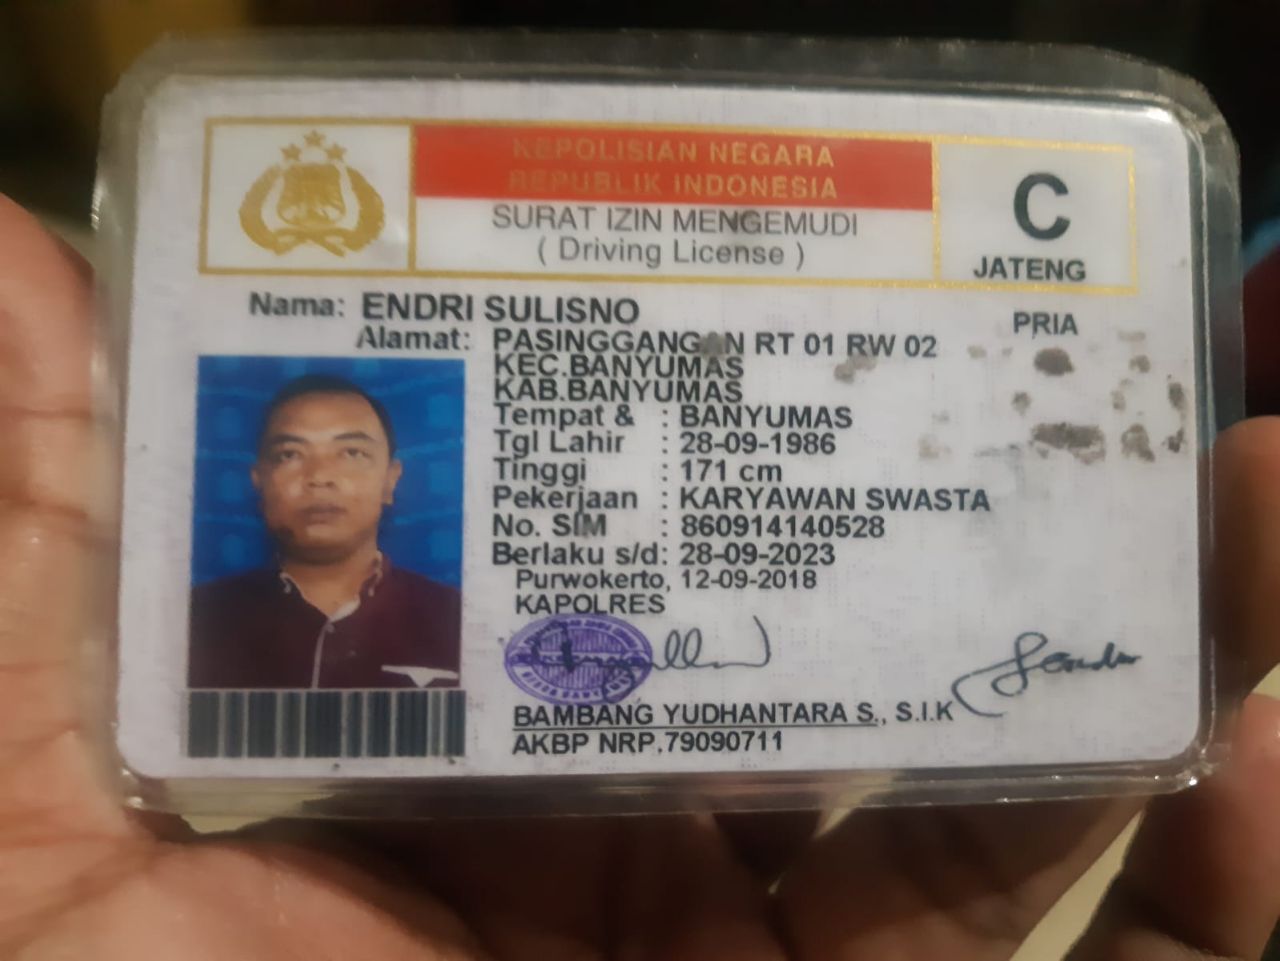 KEPOLISIAN NEGARA
REPUBLIK INDONESIA
SURAT IZIN MENGEMUDI
( Driving License )
C
JATENG
Nama: ENDRI SULISNO
PRIA
Alamat: PASINGGANGAN RT 01 RW 02
KEC.BANYUMAS
KAB.BANYUMAS
Tempat & : BANYUMAS
Tgl Lahir : 28-09-1986
Tinggi : 171 cm
Pekerjaan : KARYAWAN SWASTA
No. SIM : 860914140528
Berlaku s/d: 28-09-2023
Purwokerto, 12-09-2018
KAPOLRES
BAMBANG YUDHANTARA S., S.I.K
AKBP NRP.79090711